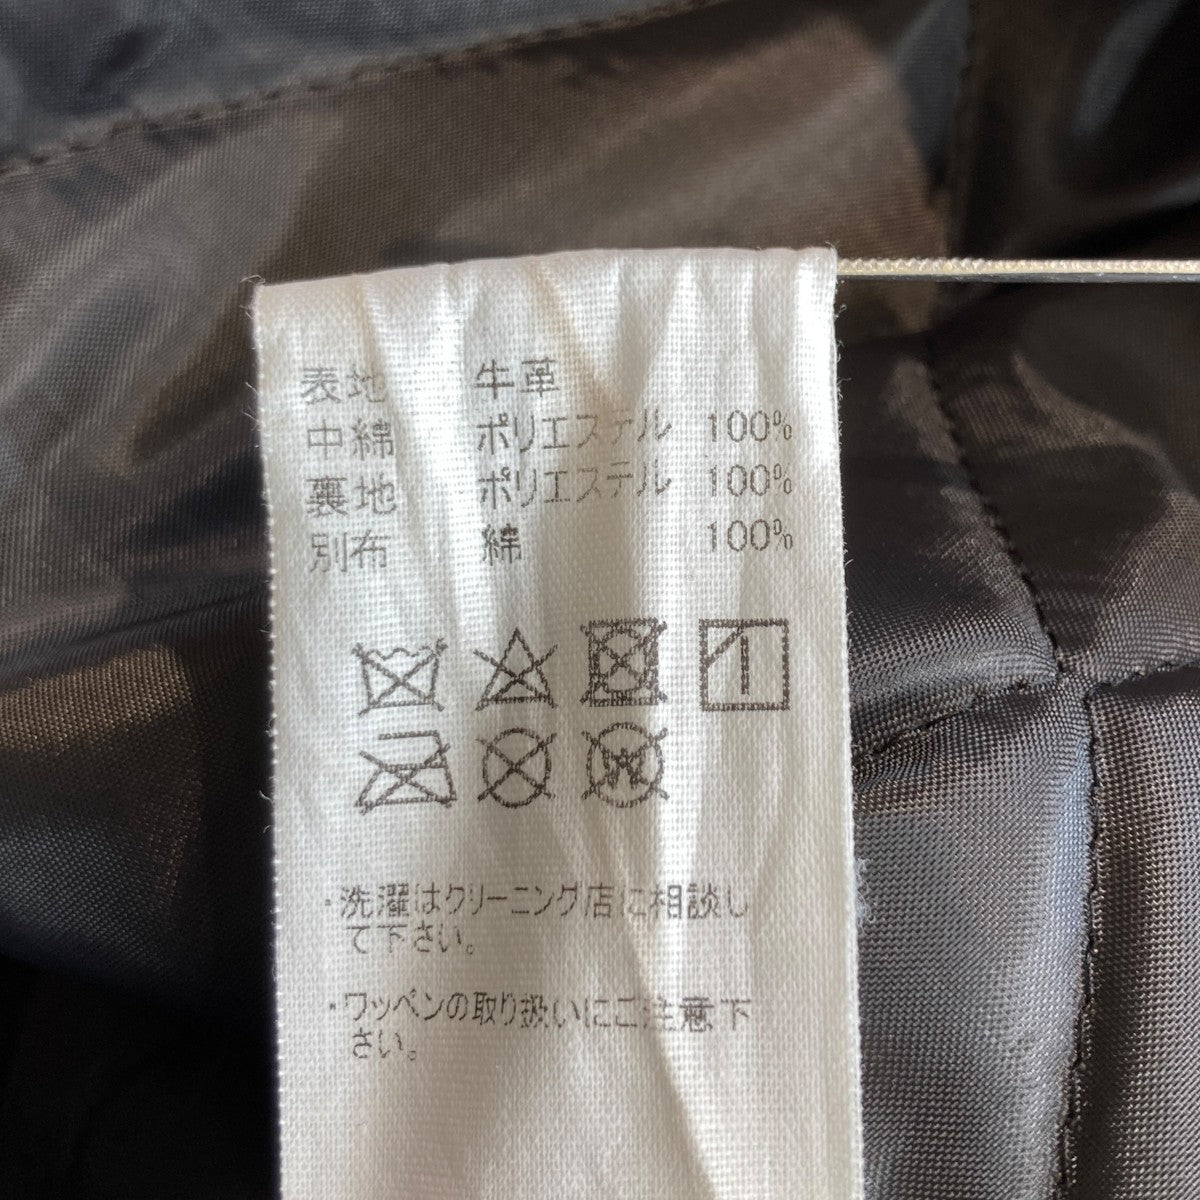 表地 牛革
中綿 ポリエステル 100%
裏地 ポリエステル 100%
別布 綿 100%
・洗濯はクリーニング店に相談し
て下さい。
・ワッペンの取り扱いにご注意下
さい。